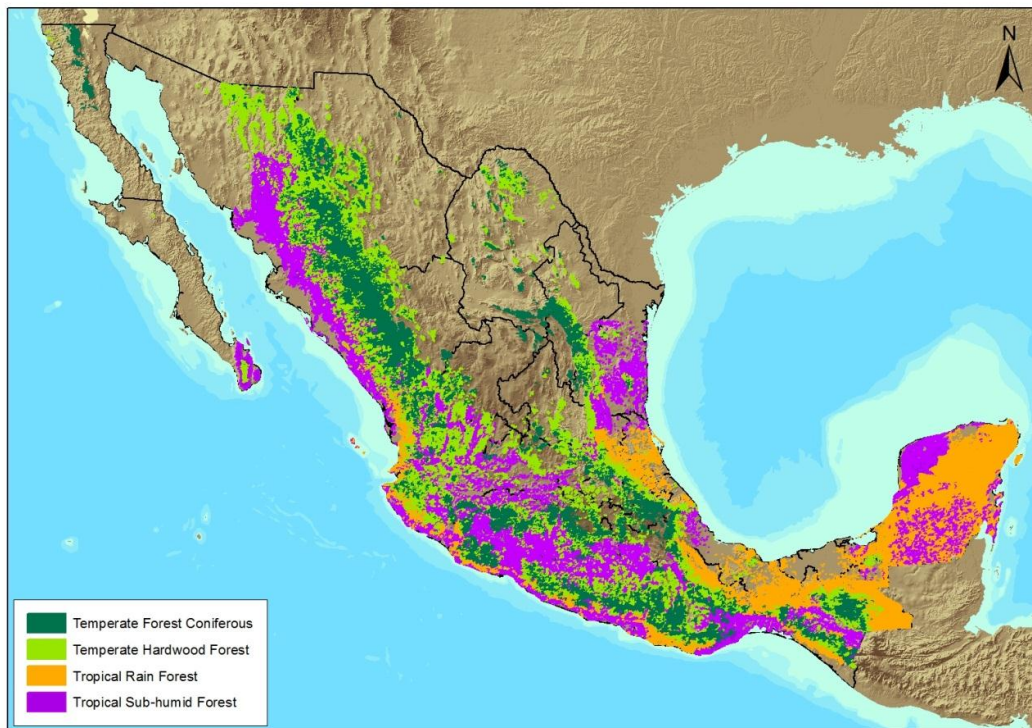 N
Temperate Forest Coniferous
Temperate Hardwood Forest
Tropical Rain Forest
Tropical Sub-humid Forest